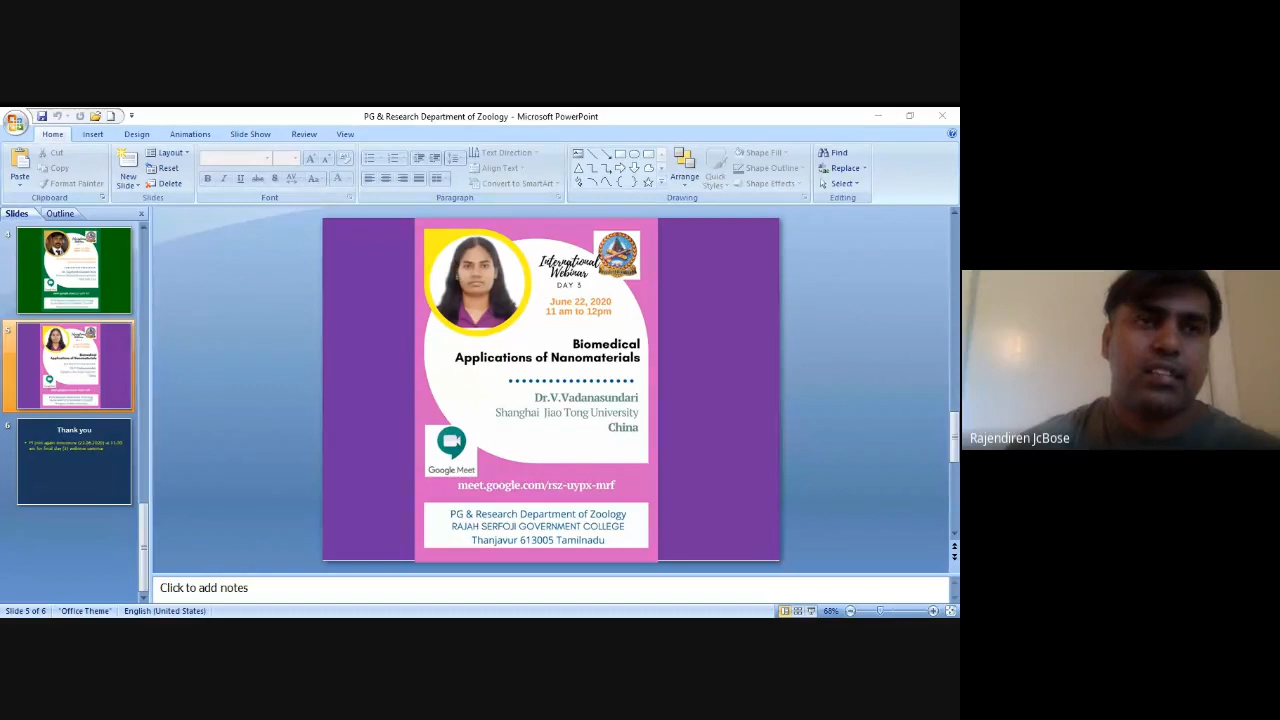 PG & Research Department of Zoology - Microsoft PowerPoint
Home Insert Design Animations Slide Show Review View
Paste
Cut
Copy
Format Painter
Clipboard
New Slide
Layout
Reset
Delete
Slides
Font
Text Direction
Align Text
Convert to SmartArt
Paragraph
Arrange
Quick Styles
Shape Fill
Shape Outline
Shape Effects
Drawing
Find
Replace
Select
Editing
Slides Outline
4
5
6
Thank you
International
Webinar
DAY 3
June 22, 2020
11 am to 12pm
Biomedical
Applications of Nanomaterials
Dr.V.Vadanasundari
Shanghai Jiao Tong University
China
Google Meet
meet.google.com/rsz-uypx-mrf
PG & Research Department of Zoology
RAJAH SERFOJI GOVERNMENT COLLEGE
Thanjavur 613005 Tamilnadu
Click to add notes
Slide 5 of 6 "Office Theme" English (United States) 68%
Rajendiren JcBose